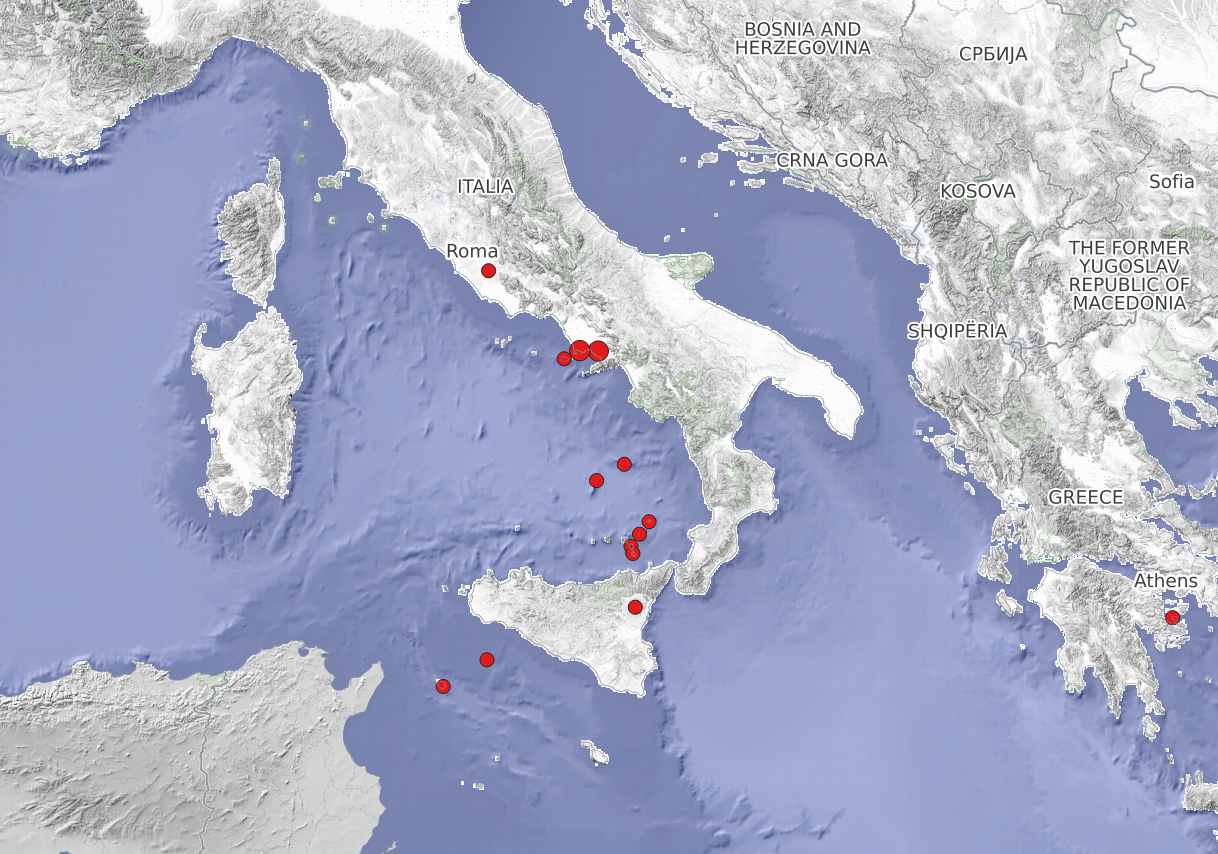 BOSNIA AND
HERZEGOVINA
СРБИЈА
CRNA GORA
ITALIA
KOSOVA
Sofia
Roma
THE FORMER
YUGOSLAV
REPUBLIC OF
MACEDONIA
SHQIPËRIA
GREECE
Athens